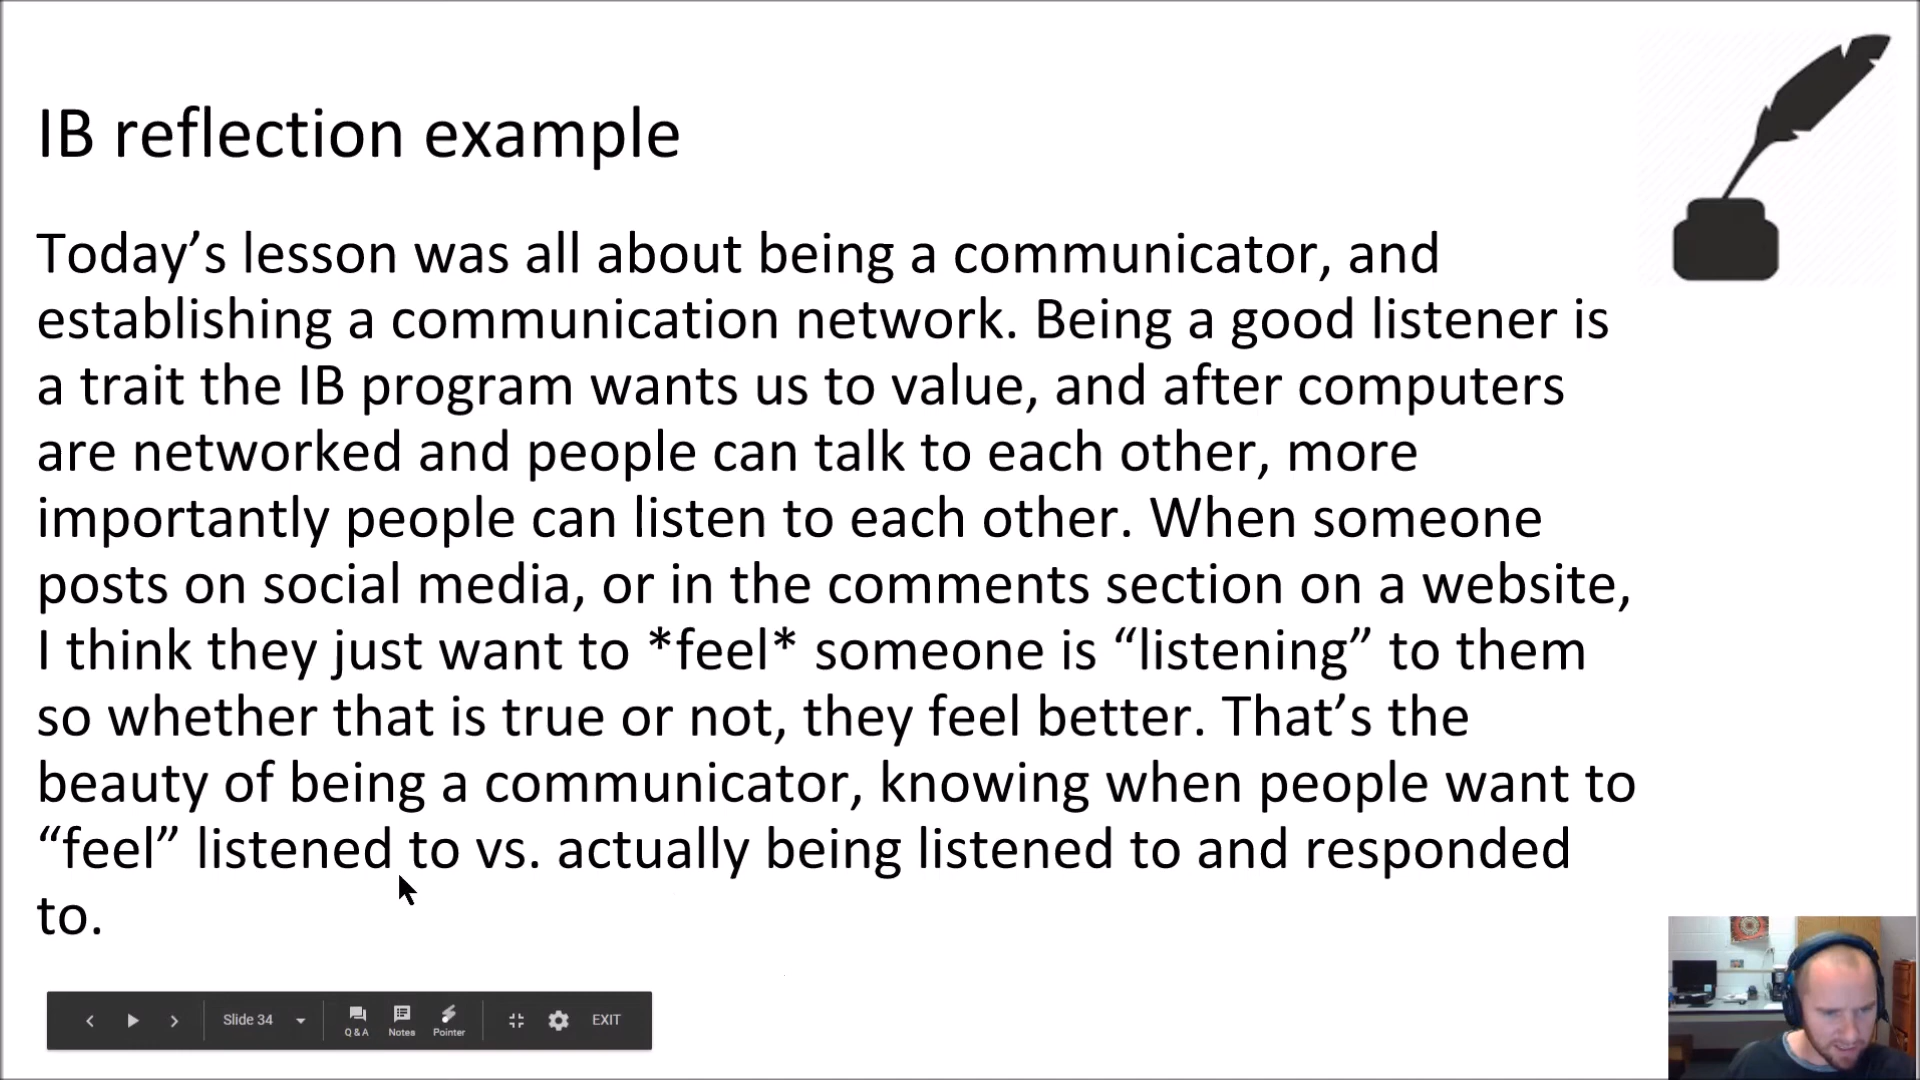 IB reflection example
Today’s lesson was all about being a communicator, and
establishing a communication network. Being a good listener is
a trait the IB program wants us to value, and after computers
are networked and people can talk to each other, more
importantly people can listen to each other. When someone
posts on social media, or in the comments section on a website,
I think they just want to *feel* someone is “listening” to them
so whether that is true or not, they feel better. That’s the
beauty of being a communicator, knowing when people want to
“feel” listened to vs. actually being listened to and responded
to.
Slide 34
Q & A
Notes
Pointer
EXIT